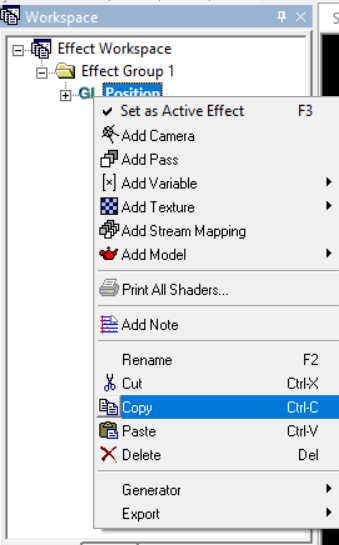 Workspace
S
Effect Workspace
Effect Group 1
GL Position
Set as Active Effect F3
Add Camera
Add Pass
[×] Add Variable
Add Texture
Add Stream Mapping
Add Model
Print All Shaders...
Add Note
Rename F2
Cut Ctrl-X
Copy Ctrl-C
Paste Ctrl-V
Delete Del
Generator
Export